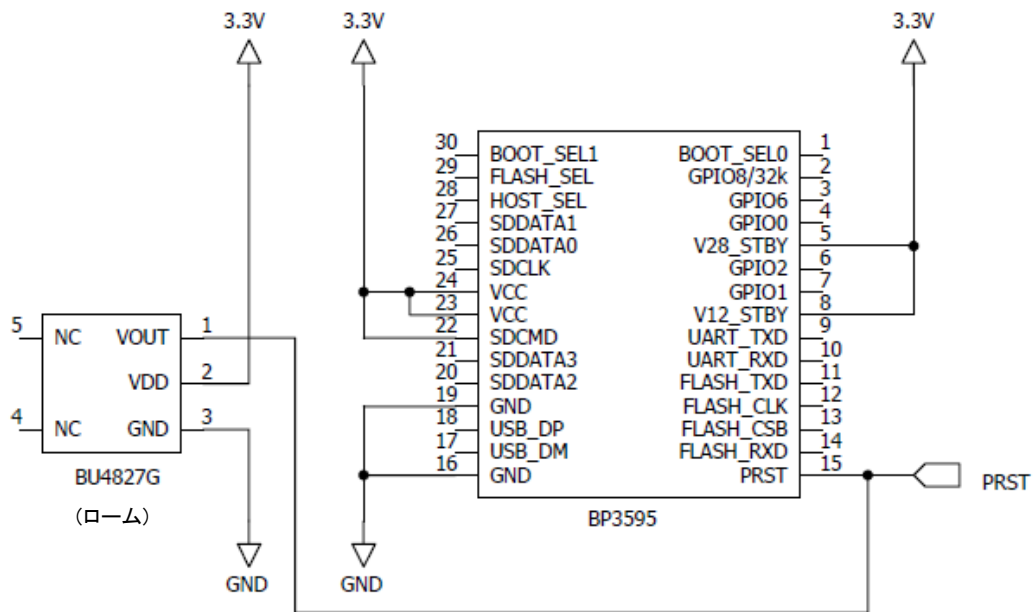 3.3V
3.3V
3.3V
5
NC
VOUT
1
VDD
2
4
NC
GND
3
BU4827G
(ローム)
GND
30
BOOT_SEL1
BOOT_SEL0
1
29
FLASH_SEL
GPIO8/32k
2
28
HOST_SEL
GPIO6
3
27
SDDATA1
GPIO0
4
26
SDDATA0
V28_STBY
5
25
SDCLK
GPIO2
6
24
VCC
GPIO1
7
23
VCC
V12_STBY
8
22
SDCMD
UART_TXD
9
21
SDDATA3
UART_RXD
10
20
SDDATA2
FLASH_TXD
11
19
GND
FLASH_CLK
12
18
USB_DP
FLASH_CSB
13
17
USB_DM
FLASH_RXD
14
16
GND
PRST
15
PRST
BP3595
GND